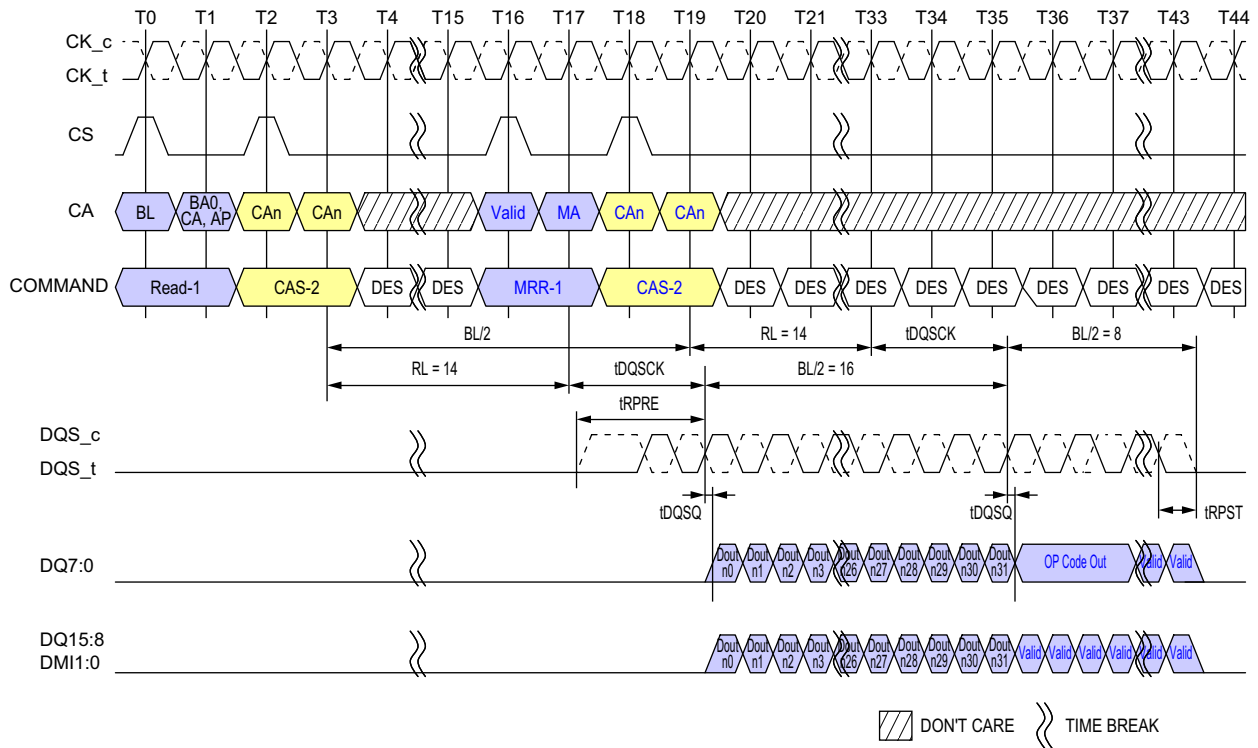 T0 T1 T2 T3 T4 T15 T16 T17 T18 T19 T20 T21 T33 T34 T35 T36 T37 T43 T44
CK_c
CK_t
CS
CA BL BA0, CA, AP CAn CAn Valid MA CAn CAn
COMMAND Read-1 CAS-2 DES DES MRR-1 CAS-2 DES DES DES DES DES DES DES DES DES
BL/2 RL = 14 tDQSCK BL/2 = 8
RL = 14 tDQSCK BL/2 = 16
tRPRE
DQS_c
DQS_t
tDQSQ tDQSQ tRPST
DQ7:0 Dout n0 Dout n1 Dout n2 Dout n3 Dout n26 Dout n27 Dout n28 Dout n29 Dout n30 Dout n31 OP Code Out Valid Valid
DQ15:8
DMI1:0 Dout n0 Dout n1 Dout n2 Dout n3 Dout n26 Dout n27 Dout n28 Dout n29 Dout n30 Dout n31 Valid Valid Valid Valid Valid Valid
DON'T CARE TIME BREAK